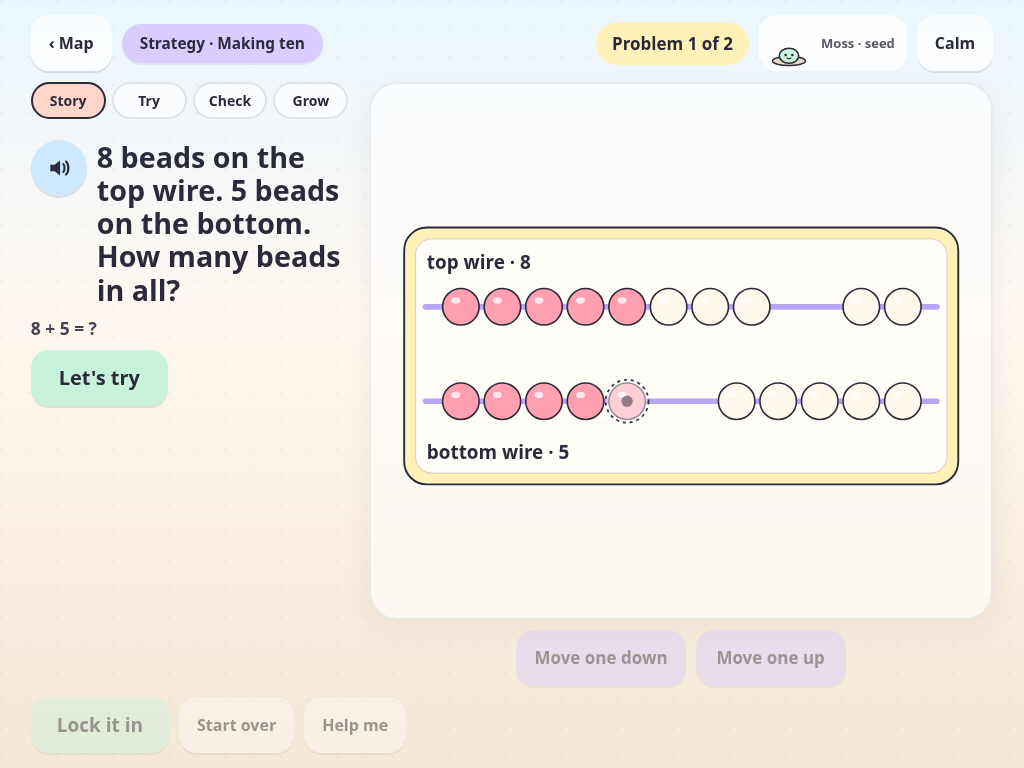 ‹ Map
Strategy · Making ten
Problem 1 of 2
Moss · seed
Calm
Story
Try
Check
Grow
8 beads on the
top wire. 5 beads
on the bottom.
How many beads
in all?
8 + 5 = ?
Let's try
top wire · 8
bottom wire · 5
Move one down
Move one up
Lock it in
Start over
Help me